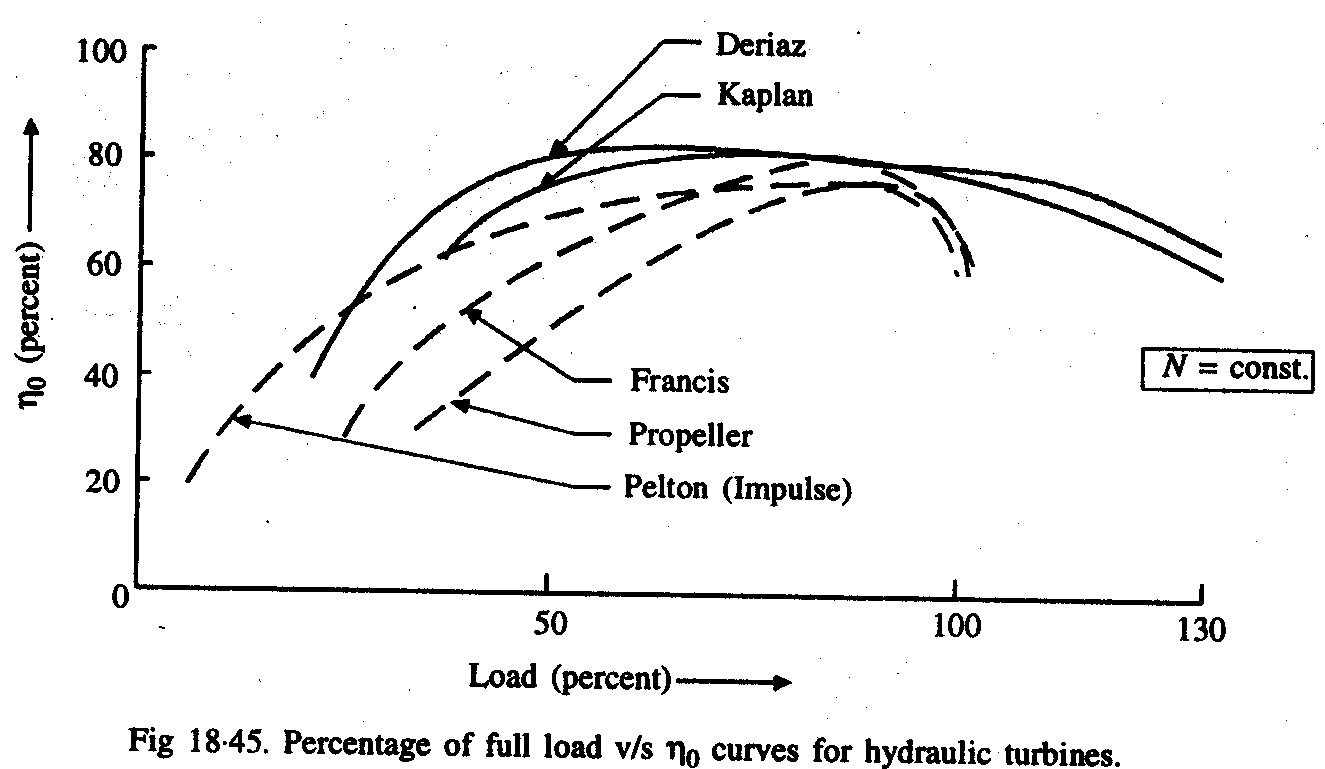 100
Deriaz
Kaplan
80
60
η0 (percent)
N = const.
40
Francis
Propeller
20
Pelton (Impulse)
0
50
100
130
Load (percent)
Fig 18·45. Percentage of full load v/s η0 curves for hydraulic turbines.